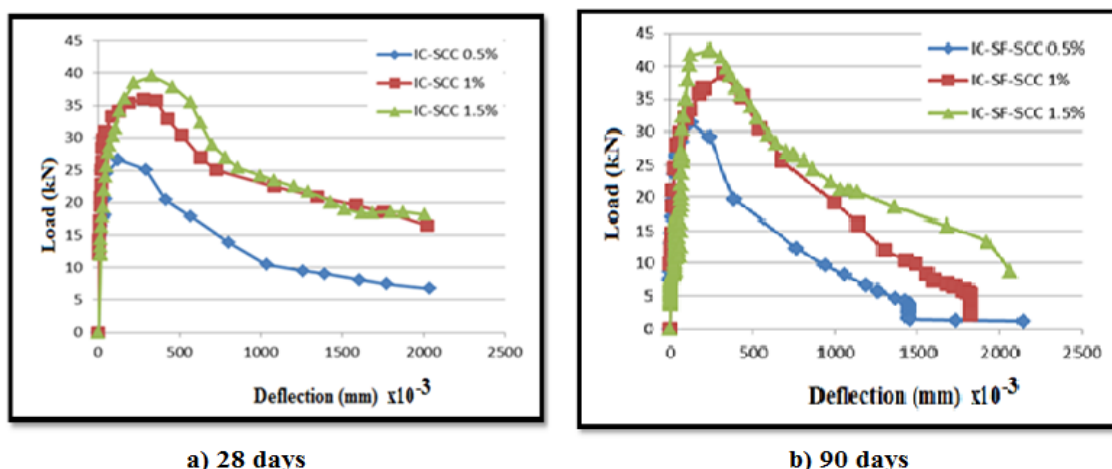 45
40
35
30
25
20
15
10
5
0
Load (kN)
IC-SCC 0.5%
IC-SCC 1%
IC-SCC 1.5%
0 500 1000 1500 2000 2500
Deflection (mm) x10-3
a) 28 days
45
40
35
30
25
20
15
10
5
0
Load (kN)
IC-SF-SCC 0.5%
IC-SF-SCC 1%
IC-SF-SCC 1.5%
0 500 1000 1500 2000 2500
Deflection (mm) x10-3
b) 90 days